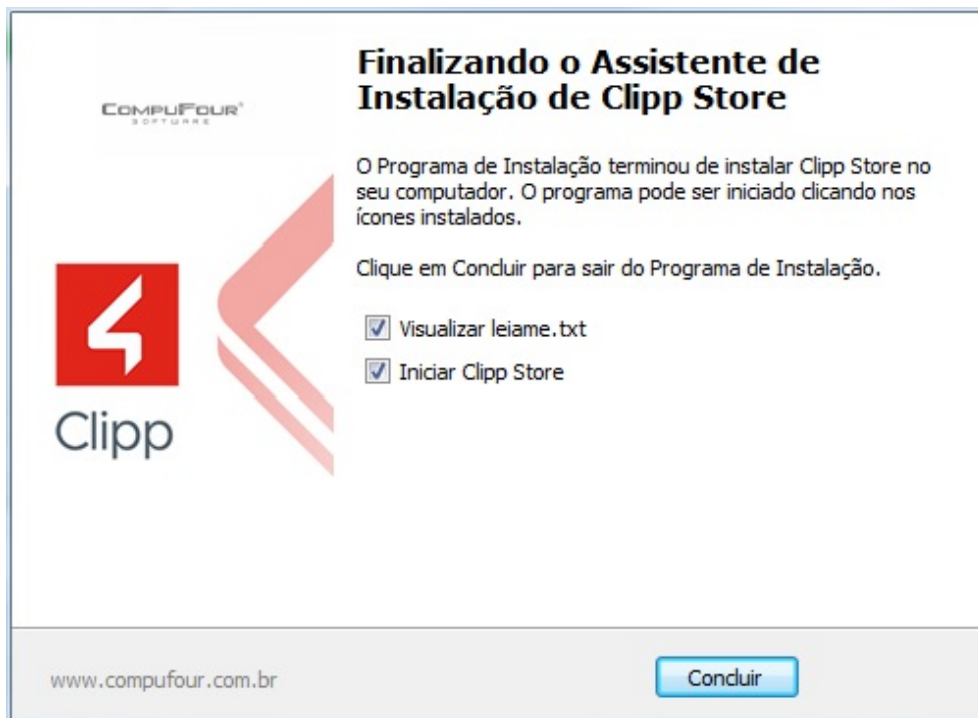 Finalizando o Assistente de
Instalação de Clipp Store
COMPUFOUR®
SOFTWARE
O Programa de Instalação terminou de instalar Clipp Store no
seu computador. O programa pode ser iniciado clicando nos
ícones instalados.
Clique em Concluir para sair do Programa de Instalação.
Visualizar leiame.txt
Iniciar Clipp Store
Clipp
www.compufour.com.br
Concluir